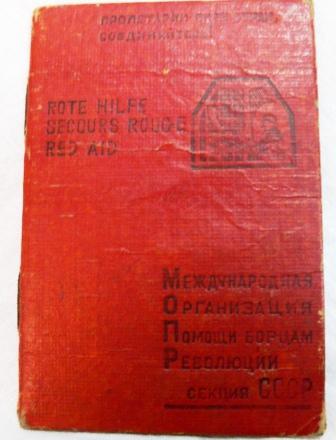 ПРОЛЕТАРИИ ВСЕХ СТРАН,
СОЕДИНЯЙТЕСЬ
ROTE HILFE
SECOURS ROUGE
RED AID
МЕЖДУНАРОДНАЯ
ОРГАНИЗАЦИЯ
ПОМОЩИ БОРЦАМ
РЕВОЛЮЦИИ
СЕКЦИЯ СССР